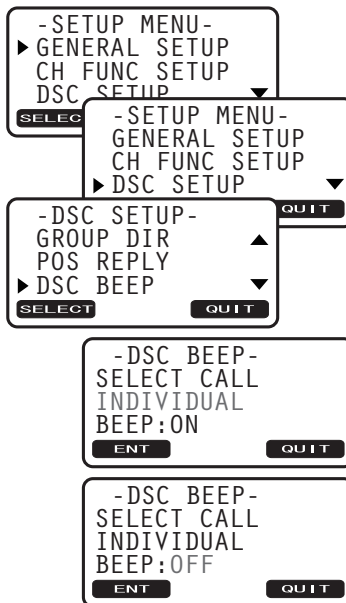 -SETUP MENU-
▶GENERAL SETUP
CH FUNC SETUP
DSC SETUP ▼
SELEC
-SETUP MENU-
GENERAL SETUP
CH FUNC SETUP
▶DSC SETUP ▼
QUIT
-DSC SETUP-
GROUP DIR ▲
POS REPLY
▶DSC BEEP ▼
SELECT QUIT
-DSC BEEP-
SELECT CALL
INDIVIDUAL
BEEP:ON
ENT QUIT
-DSC BEEP-
SELECT CALL
INDIVIDUAL
BEEP:OFF
ENT QUIT